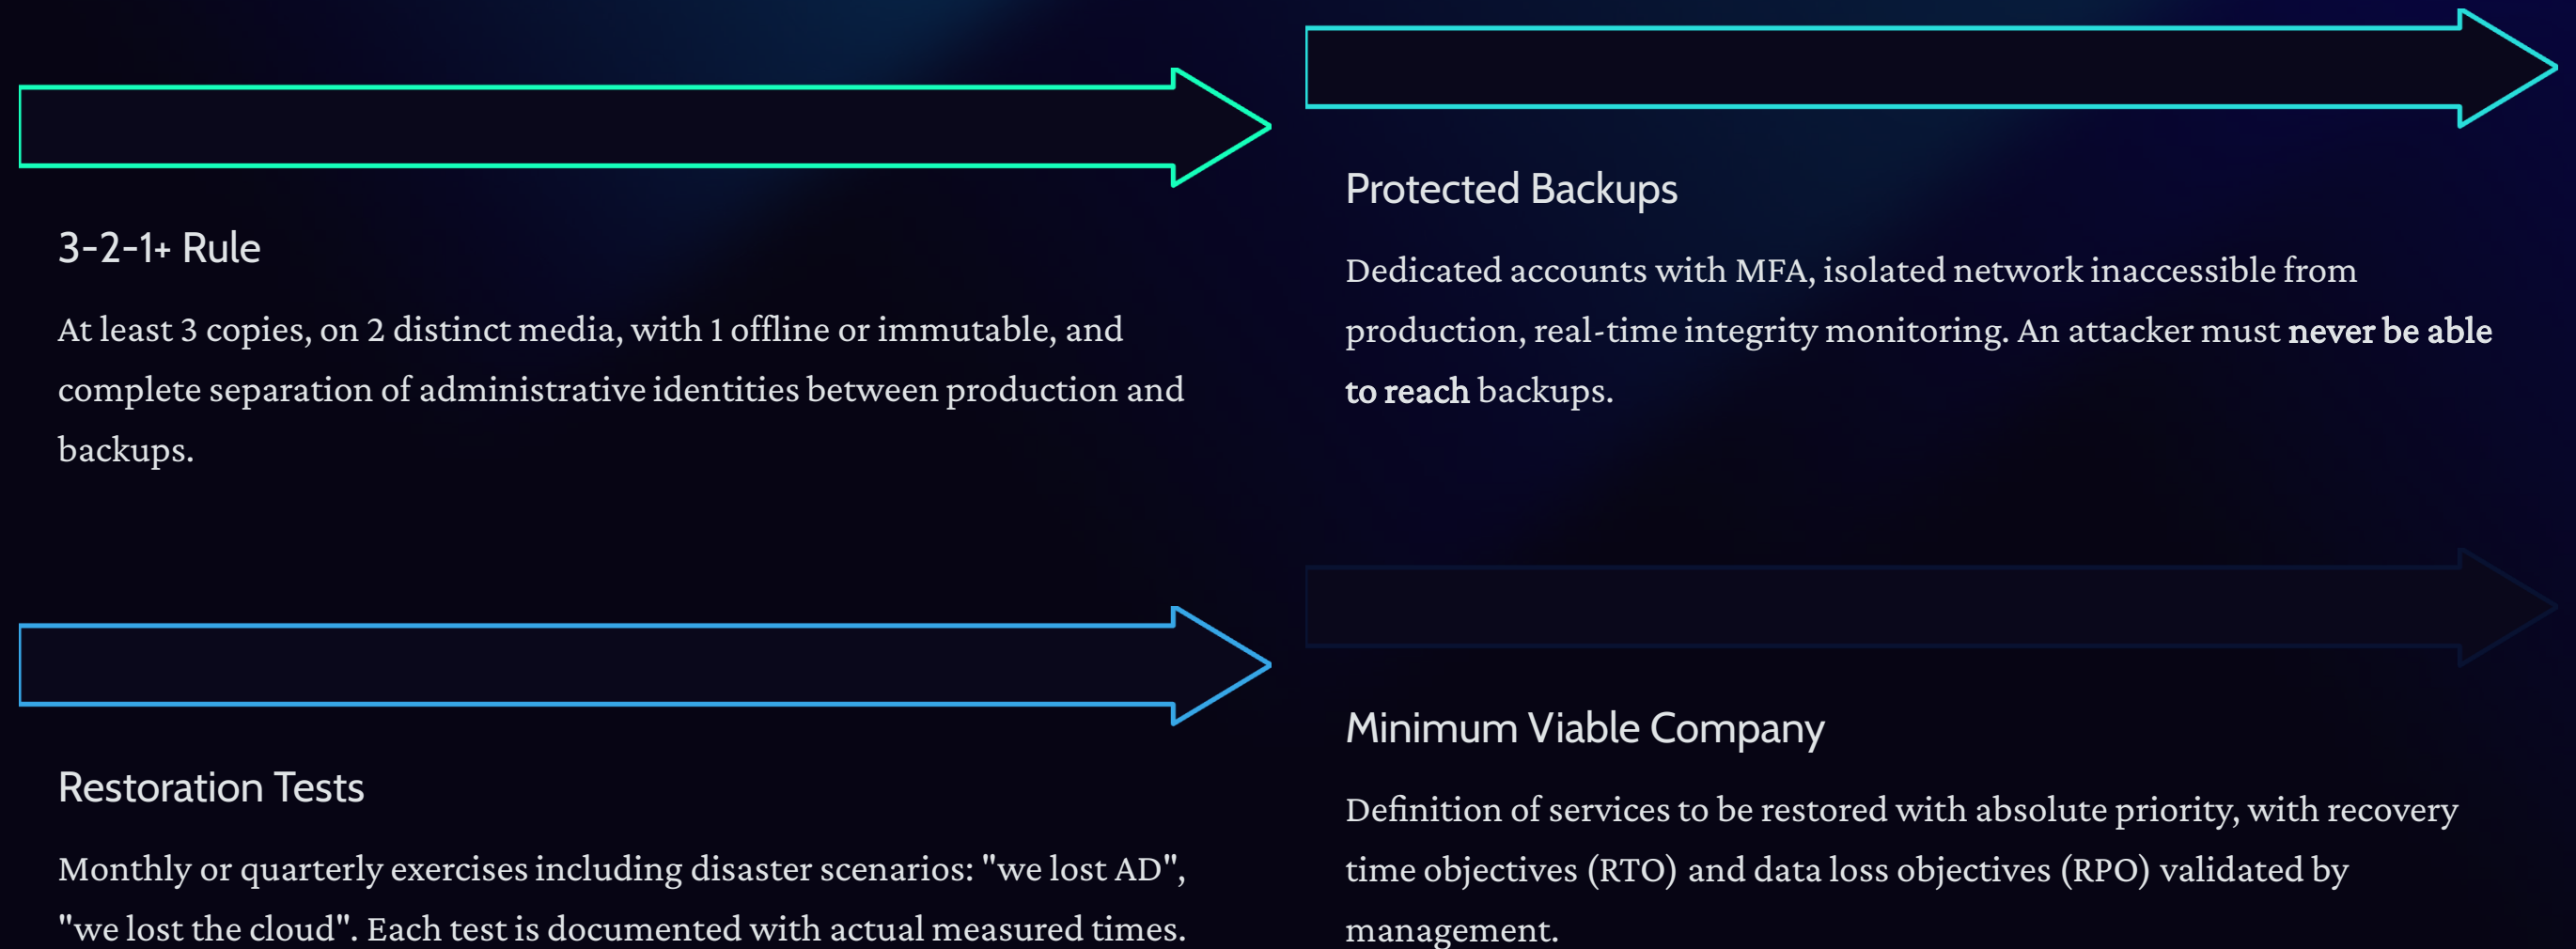 3-2-1+ Rule
At least 3 copies, on 2 distinct media, with 1 offline or immutable, and
complete separation of administrative identities between production and
backups.
Protected Backups
Dedicated accounts with MFA, isolated network inaccessible from
production, real-time integrity monitoring. An attacker must never be able
to reach backups.
Restoration Tests
Monthly or quarterly exercises including disaster scenarios: "we lost AD",
"we lost the cloud". Each test is documented with actual measured times.
Minimum Viable Company
Definition of services to be restored with absolute priority, with recovery
time objectives (RTO) and data loss objectives (RPO) validated by
management.